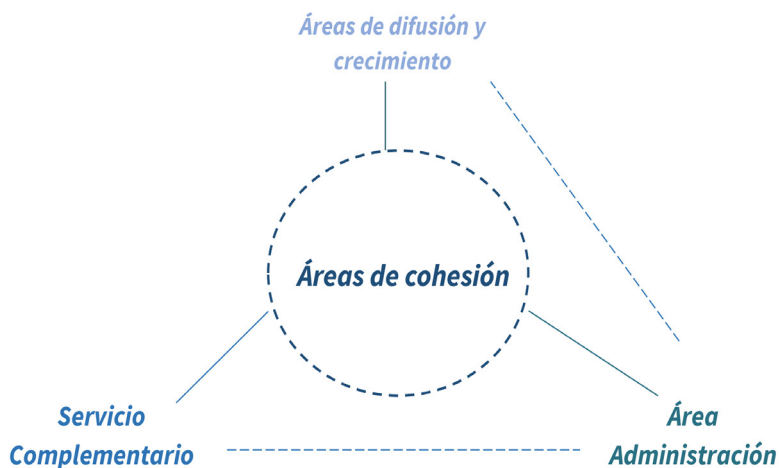 Áreas de difusión y
crecimiento
Áreas de cohesión
Servicio
Complementario
Área
Administración